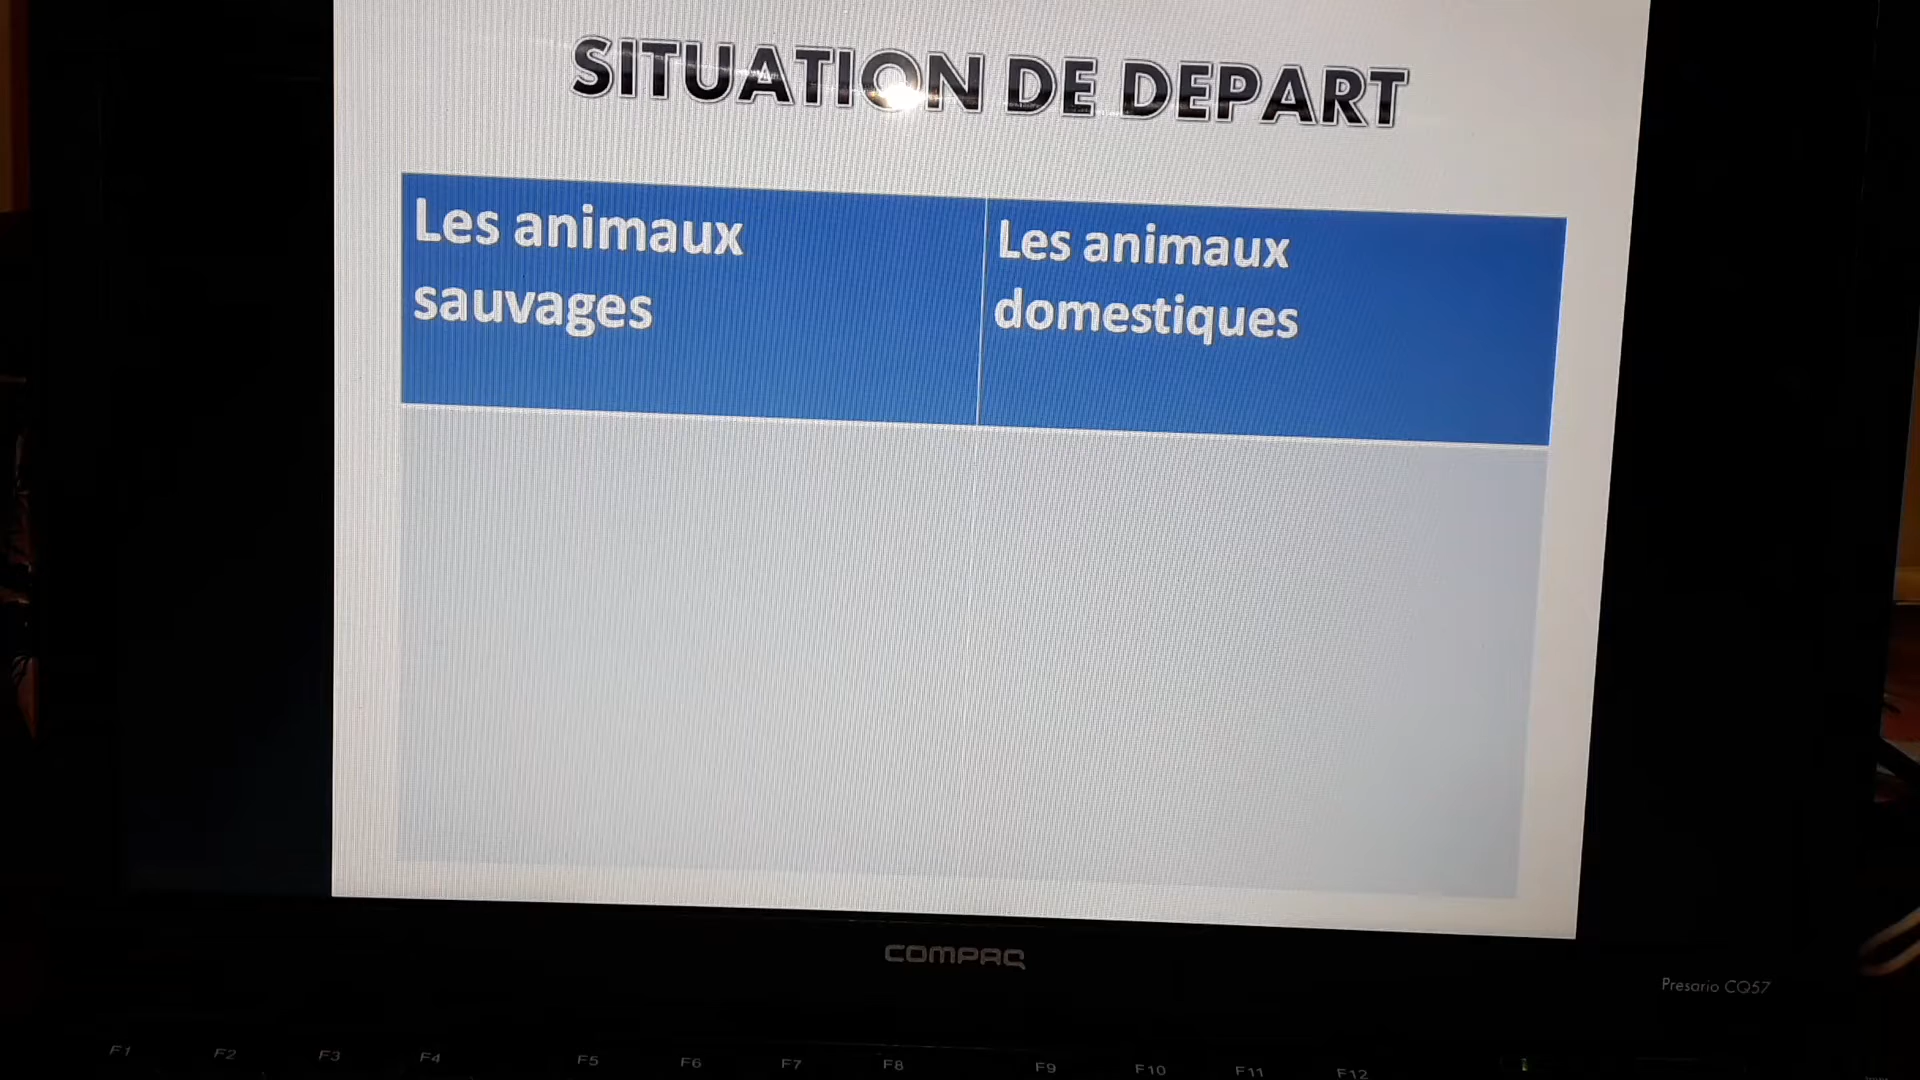 SITUATION DE DEPART
Les animaux
sauvages
Les animaux
domestiques
COMPAQ
Presario CQ57
F1 F2 F3 F4 F5 F6 F7 F8 F9 F10 F11 F12